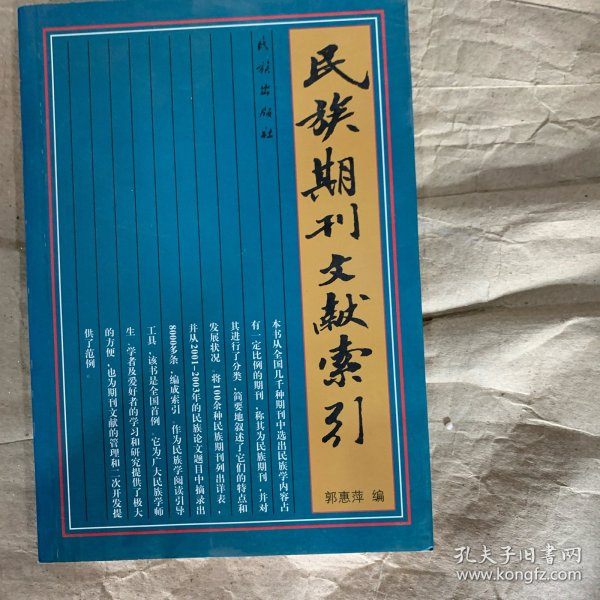 民族期刊文献索引
郭惠萍 编
民族出版社
本书从全国几千种期刊中选出民族学内容占
有一定比例的期刊，称其为民族期刊，并对
其进行了分类，简要地叙述了它们的特点和
发展状况。将100余种民族期刊列出详表，
并从2001-2005年的民族论文题目中摘录出
8000多条，编成索引，作为民族学阅读引导
工具，该书是全国首例，它为广大民族学师
生、学者及爱好者的学习和研究提供了极大
的方便，也为期刊文献的管理和二次开发提
供了范例。
孔夫子旧书网
www.kongfz.com